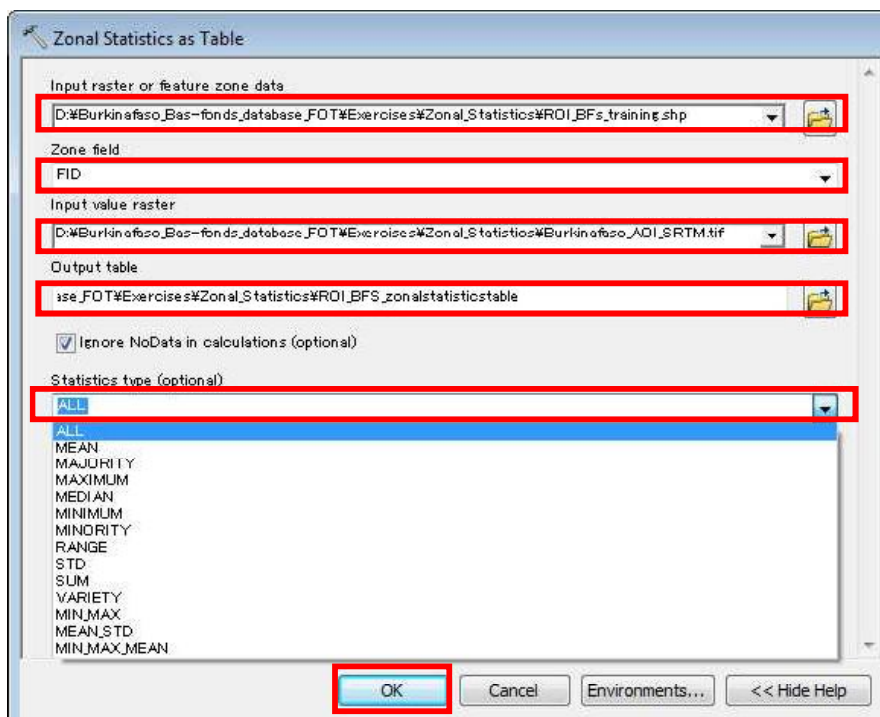 Zonal Statistics as Table
Input raster or feature zone data
D:¥Burkinafaso_Bas-fonds_database_FOT¥Exercises¥Zonal_Statistics¥ROI_BFs_training.shp
Zone field
FID
Input value raster
D:¥Burkinafaso_Bas-fonds_database_FOT¥Exercises¥Zonal_Statistics¥Burkinafaso_AOI_SRTM.tif
Output table
ase_FOT¥Exercises¥Zonal_Statistics¥ROI_BFS_zonalstatisticstable
Ignore NoData in calculations (optional)
Statistics type (optional)
ALL
ALL
MEAN
MAJORITY
MAXIMUM
MEDIAN
MINIMUM
MINORITY
RANGE
STD
SUM
VARIETY
MIN_MAX
MEAN_STD
MIN_MAX_MEAN
OK Cancel Environments... << Hide Help